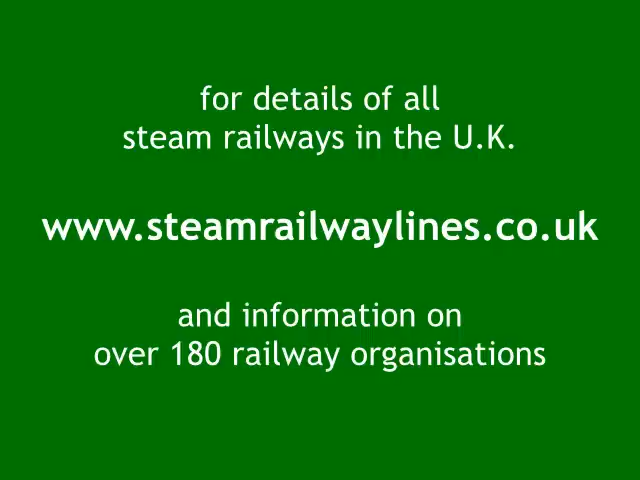 for details of all
steam railways in the U.K.
www.steamrailwaylines.co.uk
and information on
over 180 railway organisations